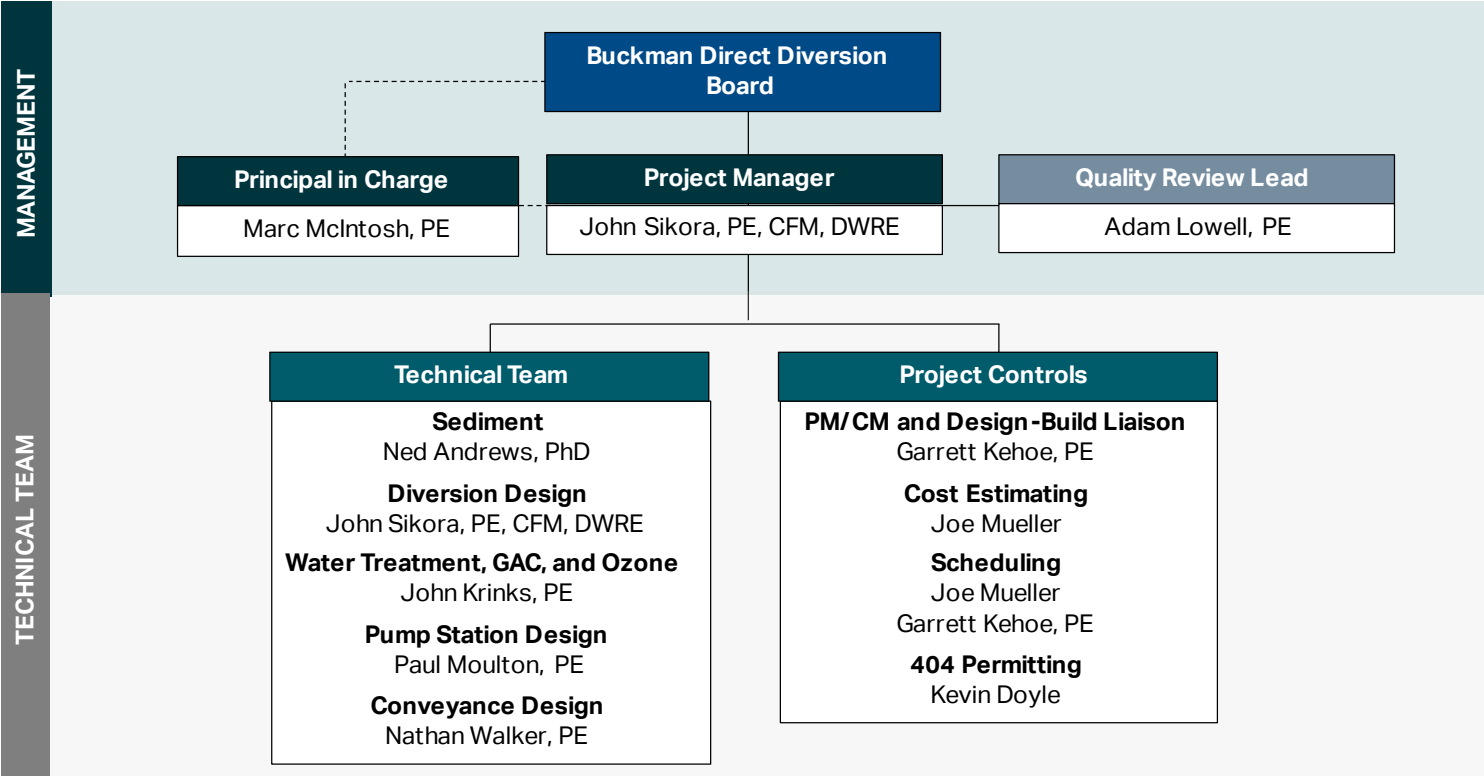 MANAGEMENT
Buckman Direct Diversion
Board
Principal in Charge
Marc McIntosh, PE
Project Manager
John Sikora, PE, CFM, DWRE
Quality Review Lead
Adam Lowell, PE
TECHNICAL TEAM
Technical Team
Sediment
Ned Andrews, PhD
Diversion Design
John Sikora, PE, CFM, DWRE
Water Treatment, GAC, and Ozone
John Krinks, PE
Pump Station Design
Paul Moulton, PE
Conveyance Design
Nathan Walker, PE
Project Controls
PM/CM and Design-Build Liaison
Garrett Kehoe, PE
Cost Estimating
Joe Mueller
Scheduling
Joe Mueller
Garrett Kehoe, PE
404 Permitting
Kevin Doyle